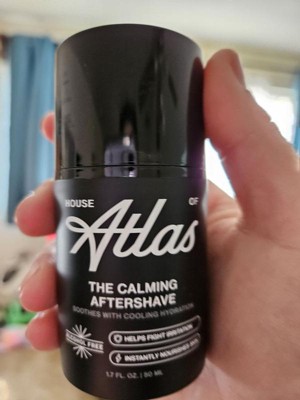 HOUSE OF
Atlas
THE CALMING
AFTERSHAVE
SOOTHES WITH COOLING HYDRATION
ALCOHOL FREE
HELPS FIGHT IRRITATION
INSTANTLY NOURISHES SKIN
1.7 FL. OZ. | 50 ML